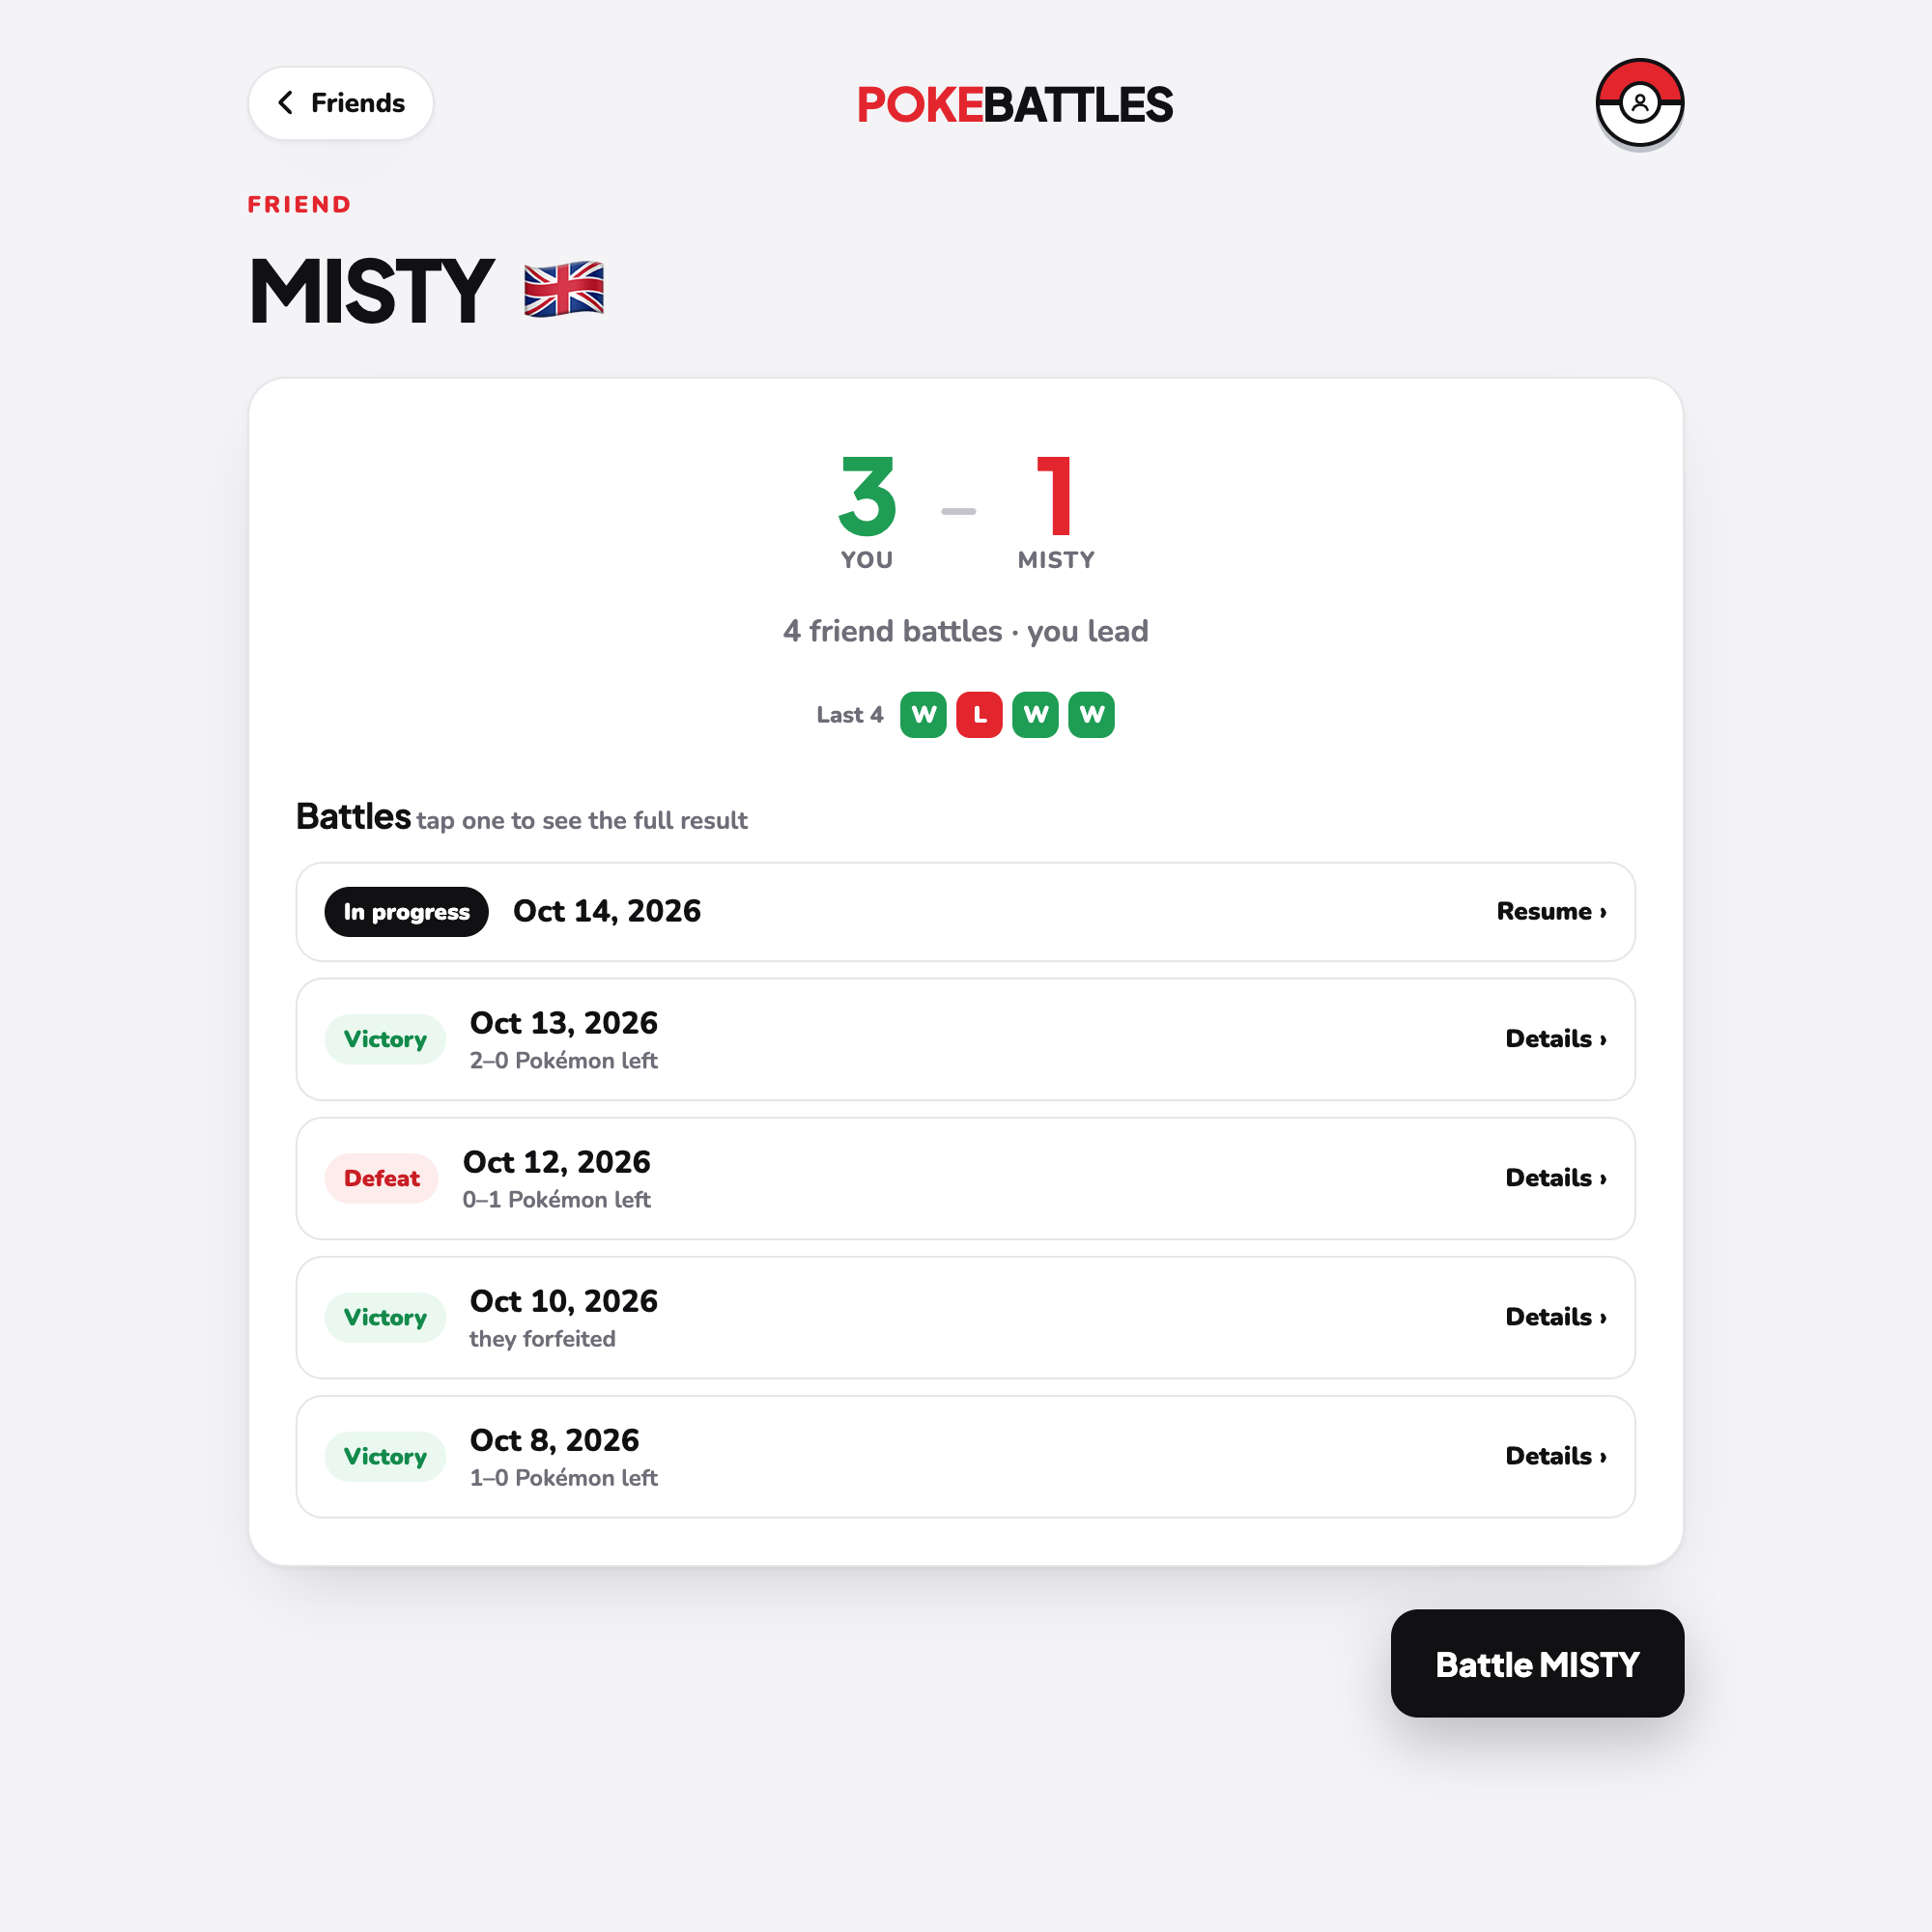 Friends
POKEBATTLES
FRIEND
MISTY 🇬🇧
3 – 1
YOU MISTY
4 friend battles · you lead
Last 4 W L W W
Battles tap one to see the full result
In progress Oct 14, 2026 Resume ›
Victory Oct 13, 2026 Details ›
2–0 Pokémon left
Defeat Oct 12, 2026 Details ›
0–1 Pokémon left
Victory Oct 10, 2026 Details ›
they forfeited
Victory Oct 8, 2026 Details ›
1–0 Pokémon left
Battle MISTY